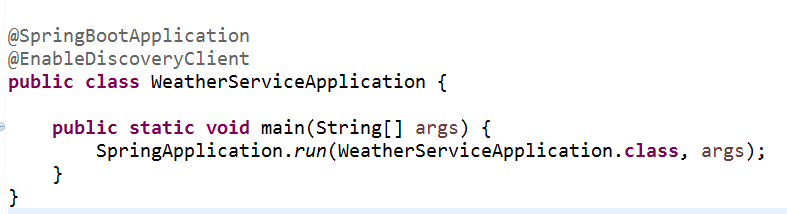 @SpringBootApplication
@EnableDiscoveryClient
public class WeatherServiceApplication {
public static void main(String[] args) {
SpringApplication.run(WeatherServiceApplication.class, args);
}
}